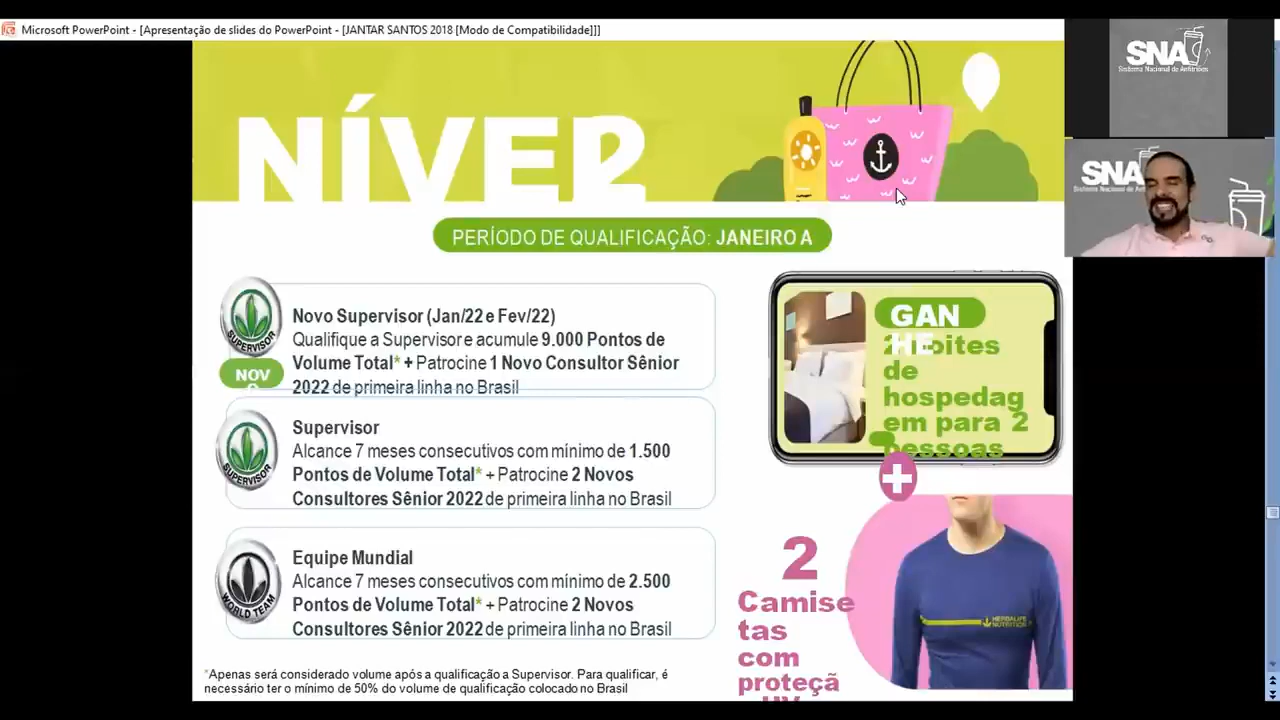 Microsoft PowerPoint - [Apresentação de slides do PowerPoint - [JANTAR SANTOS 2018 [Modo de Compatibilidade]]]
SNA
Sistema Nacional de Anfitriões
SNA
NÍVER
PERÍODO DE QUALIFICAÇÃO: JANEIRO A
SUPERVISOR
NOV
Novo Supervisor (Jan/22 e Fev/22)
Qualifique a Supervisor e acumule 9.000 Pontos de
Volume Total* + Patrocine 1 Novo Consultor Sênior
2022 de primeira linha no Brasil
SUPERVISOR
Supervisor
Alcance 7 meses consecutivos com mínimo de 1.500
Pontos de Volume Total* + Patrocine 2 Novos
Consultores Sênior 2022 de primeira linha no Brasil
WORLD TEAM
Equipe Mundial
Alcance 7 meses consecutivos com mínimo de 2.500
Pontos de Volume Total* + Patrocine 2 Novos
Consultores Sênior 2022 de primeira linha no Brasil
*Apenas será considerado volume após a qualificação a Supervisor. Para qualificar, é
necessário ter o mínimo de 50% do volume de qualificação colocado no Brasil
GAN
HE
2 noites
de
hospedag
em para 2
pessoas
+
2
Camise
tas
com
proteçã
HERBALIFE
NUTRITION